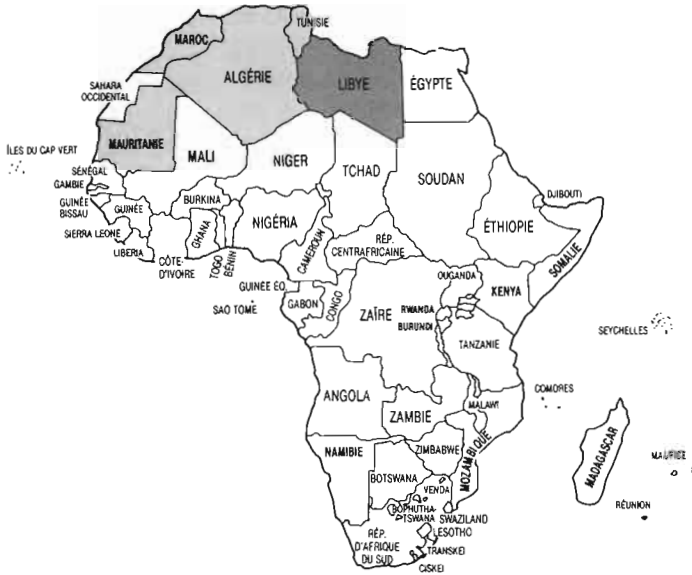 TUNISIE
MAROC
ALGÉRIE
LIBYE
ÉGYPTE
SAHARA
OCCIDENTAL
MAURITANIE
ÎLES DU CAP VERT
MALI
NIGER
TCHAD
SOUDAN
SÉNÉGAL
GAMBIE
DJIBOUTI
BURKINA
GUINÉE
BISSAU
GUINÉE
NIGÉRIA
ÉTHIOPIE
SIERRA LEONE
GHANA
LIBERIA
CÔTE-
D'IVOIRE
TOGO
BÉNIN
CAMEROUN
RÉP.
CENTRAFRICAINE
SOMALIE
OUGANDA
KENYA
GUINÉE ÉQ.
GABON
CONGO
SAO TOMÉ
ZAÏRE
RWANDA
BURUNDI
SEYCHELLES
TANZANIE
COMORES
ANGOLA
MALAWI
ZAMBIE
MOZAMBIQUE
NAMIBIE
ZIMBABWE
MADAGASCAR
MAURICE
BOTSWANA
VENDA
BOPHUTHA-
TSWANA
RÉUNION
SWAZILAND
LESOTHO
RÉP.
D'AFRIQUE
DU SUD
TRANSKEI
CISKEI